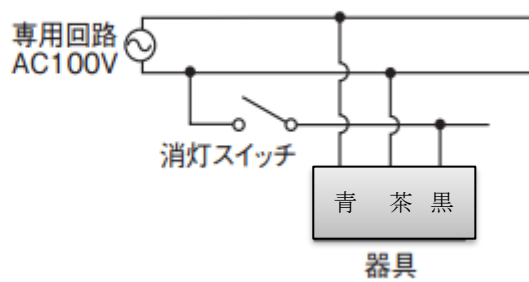 専用回路
AC100V
消灯スイッチ
青 茶 黒
器具